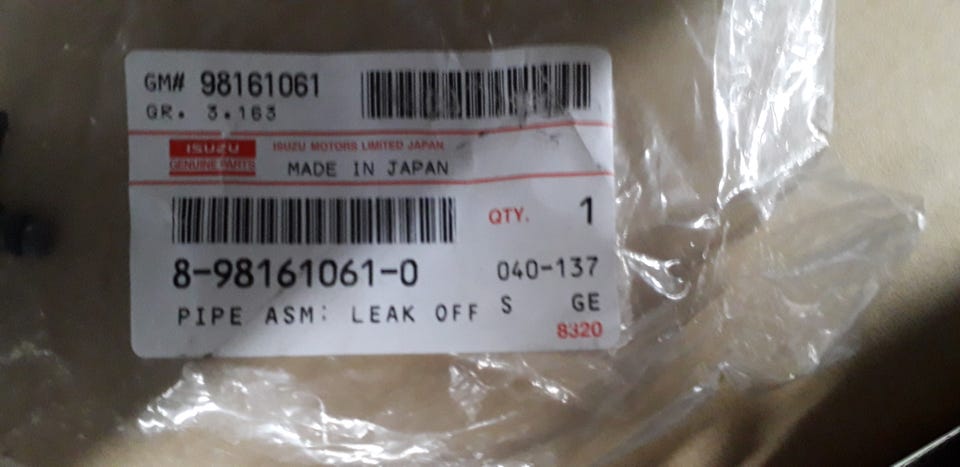 GM# 98161061
GR. 3.163
ISUZU
GENUINE PARTS
ISUZU MOTORS LIMITED JAPAN
MADE IN JAPAN
QTY. 1
8-98161061-0 040-137
PIPE ASM: LEAK OFF S GE
8320